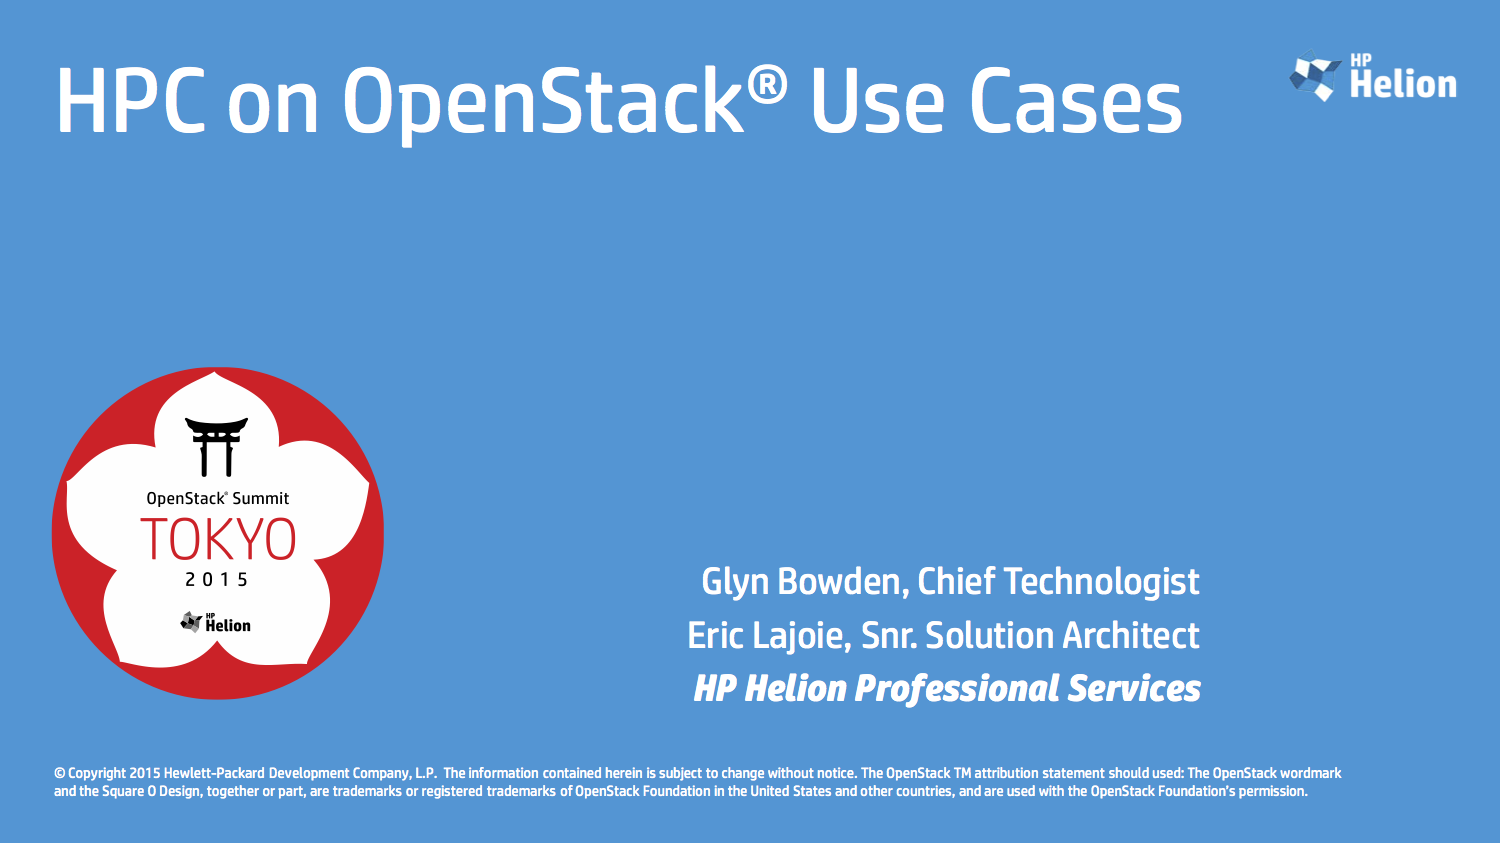 HPC on OpenStack® Use Cases
HP
Helion
OpenStack® Summit
TOKYO
2015
HP
Helion
Glyn Bowden, Chief Technologist
Eric Lajoie, Snr. Solution Architect
HP Helion Professional Services
© Copyright 2015 Hewlett-Packard Development Company, L.P. The information contained herein is subject to change without notice. The OpenStack TM attribution statement should used: The OpenStack wordmark
and the Square O Design, together or part, are trademarks or registered trademarks of OpenStack Foundation in the United States and other countries, and are used with the OpenStack Foundation's permission.